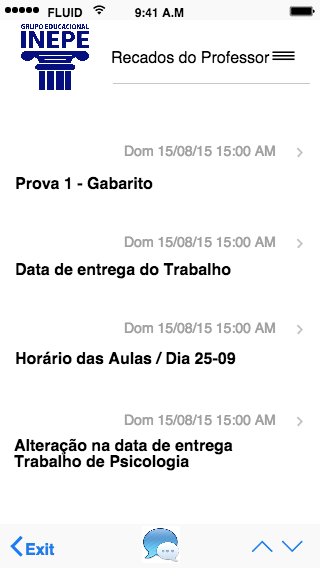 FLUID 9:41 A.M
GRUPO EDUCACIONAL
INEPE
Recados do Professor
Dom 15/08/15 15:00 AM
Prova 1 - Gabarito
Dom 15/08/15 15:00 AM
Data de entrega do Trabalho
Dom 15/08/15 15:00 AM
Horário das Aulas / Dia 25-09
Dom 15/08/15 15:00 AM
Alteração na data de entrega
Trabalho de Psicologia
Exit